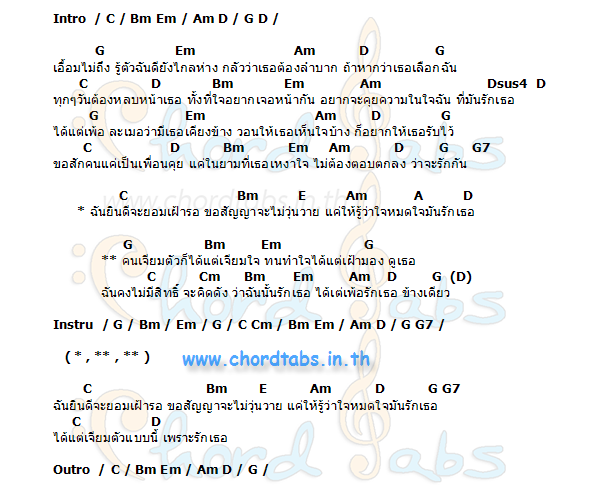 Intro / C / Bm Em / Am D / G D /
G Em Am D G
เอื้อมไม่ถึง รู้ตัวฉันดียังไกลห่าง กลัวว่าเธอต้องลำบาก ถ้าหากว่าเธอเลือกฉัน
C D Bm Em Am Dsus4 D
ทุกๆวันต้องหลบหน้าเธอ ทั้งที่ใจอยากเจอหน้ากัน อยากจะคุยความในใจฉัน ที่มันรักเธอ
G Em Am D G
ได้แต่เพ้อ ละเมอว่ามีเธอเคียงข้าง วอนให้เธอเห็นใจบ้าง ก็อยากให้เธอรับไว้
C D Bm Em Am D G G7
ขอสักคนแค่เป็นเพื่อนคุย แค่ในยามที่เธอเหงาใจ ไม่ต้องตอบตกลง ว่าจะรักกัน
C Bm E Am A D
* ฉันยินดีจะยอมเฝ้ารอ ขอสัญญาจะไม่วุ่นวาย แค่ให้รู้ว่าใจหมดใจมันรักเธอ
G Bm Em G
** คนเจียมตัวก็ได้แต่เจียมใจ ทนทำใจได้แต่เฝ้ามอง ดูเธอ
C Cm Bm Em Am D G (D)
ฉันคงไม่มีสิทธิ์ จะคิดดัง ว่าฉันนั้นรักเธอ ได้แต่เพ้อรักเธอ ข้างเดียว
Instru / G / Bm / Em / G / C Cm / Bm Em / Am D / G G7 /
( * , ** , ** )
www.chordtabs.in.th
C Bm E Am D G G7
ฉันยินดีจะยอมเฝ้ารอ ขอสัญญาจะไม่วุ่นวาย แค่ให้รู้ว่าใจหมดใจมันรักเธอ
C D
ได้แต่เจียมตัวแบบนี้ เพราะรักเธอ
Outro / C / Bm Em / Am D / G /